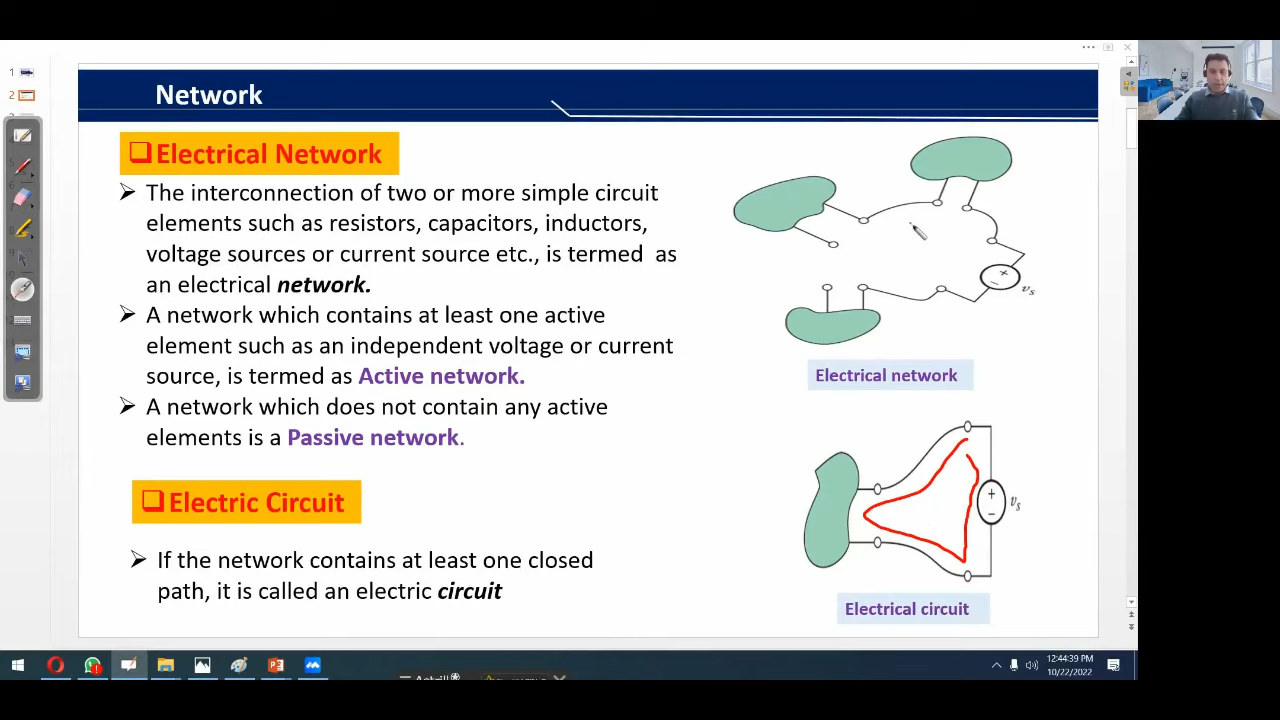 Network
Electrical Network
The interconnection of two or more simple circuit
elements such as resistors, capacitors, inductors,
voltage sources or current source etc., is termed as
an electrical network.
A network which contains at least one active
element such as an independent voltage or current
source, is termed as Active network.
A network which does not contain any active
elements is a Passive network.
Electric Circuit
If the network contains at least one closed
path, it is called an electric circuit
+
−
vs
Electrical network
+
−
vs
Electrical circuit
1
2
12:44:39 PM
10/22/2022